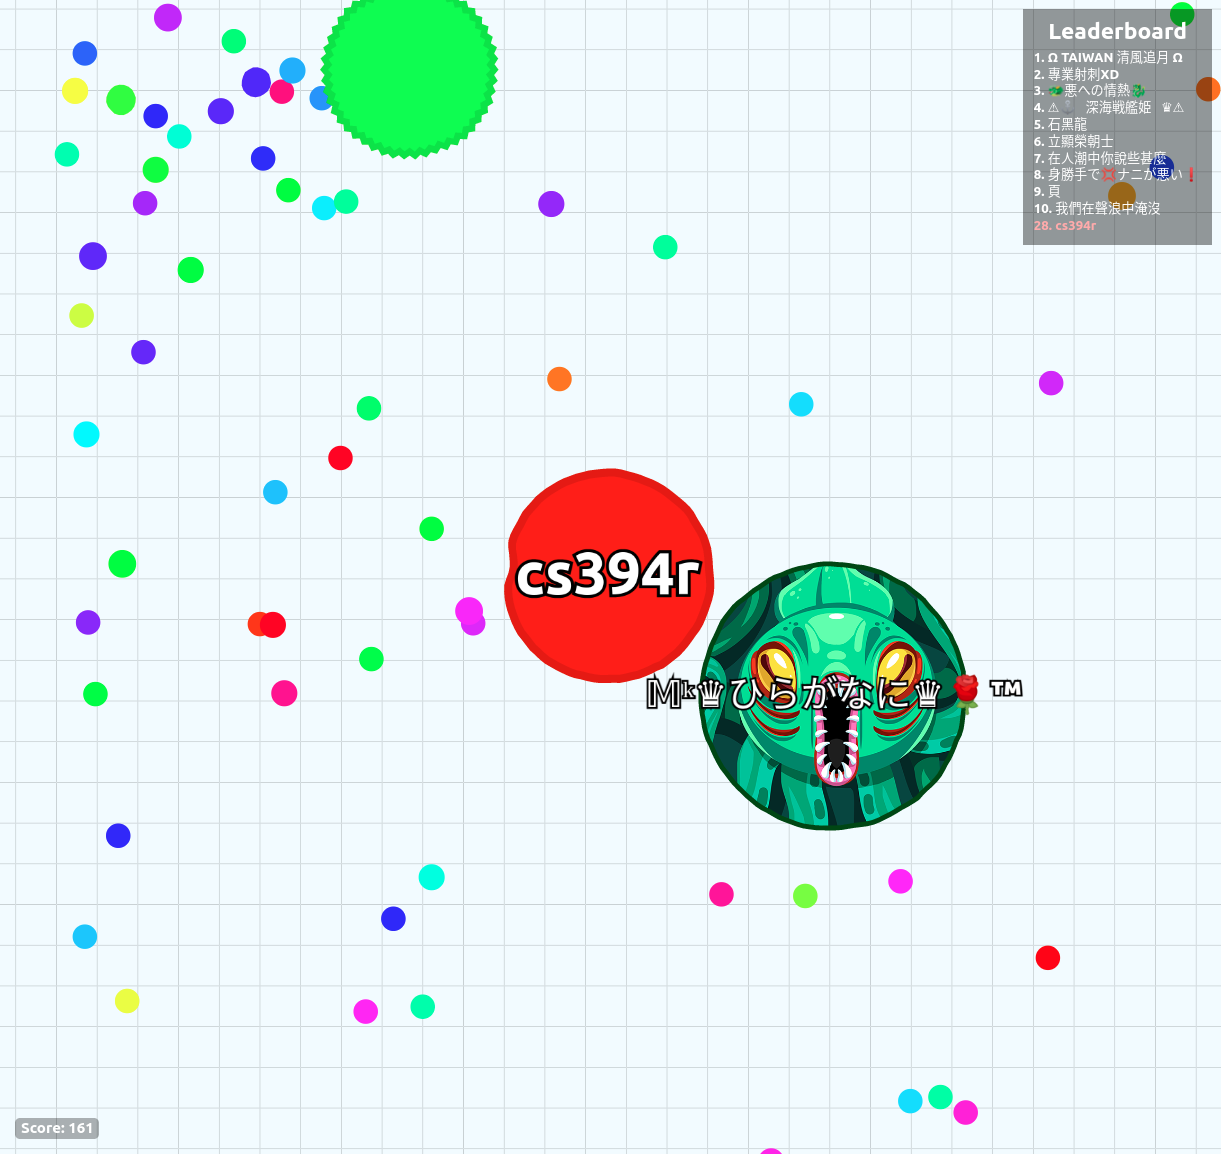 Leaderboard
1. Ω TAIWAN 清風追月 Ω
2. 專業射刺XD
3. 🐲悪への情熱🐉
4. ⚠⚓ 深海戦艦姫 ♛⚠
5. 石黑龍
6. 立顯榮朝士
7. 在人潮中你說些甚麼
8. 身勝手で💢ナニが悪い❗
9. 頁
10. 我們在聲浪中淹沒
28. cs394r
cs394r
𝕄ᵏ♛ひらがなに♛🌹™
Score: 161